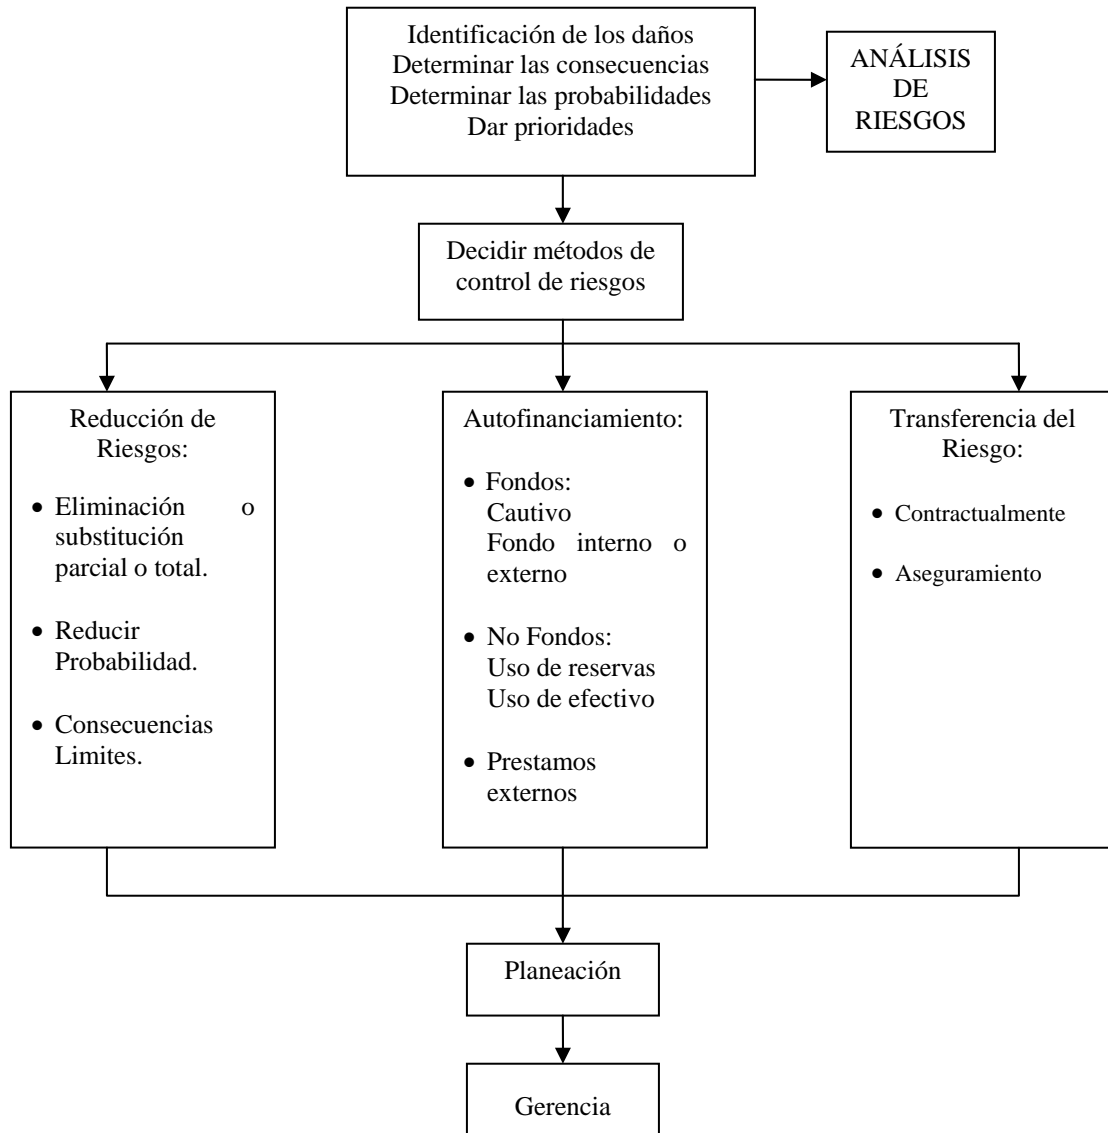 Identificación de los daños
Determinar las consecuencias
Determinar las probabilidades
Dar prioridades
ANÁLISIS
DE
RIESGOS
Decidir métodos de
control de riesgos
Reducción de
Riesgos:
• Eliminación o
substitución
parcial o total.
• Reducir
Probabilidad.
• Consecuencias
Limites.
Autofinanciamiento:
• Fondos:
Cautivo
Fondo interno o
externo
• No Fondos:
Uso de reservas
Uso de efectivo
• Prestamos
externos
Transferencia del
Riesgo:
• Contractualmente
• Aseguramiento
Planeación
Gerencia